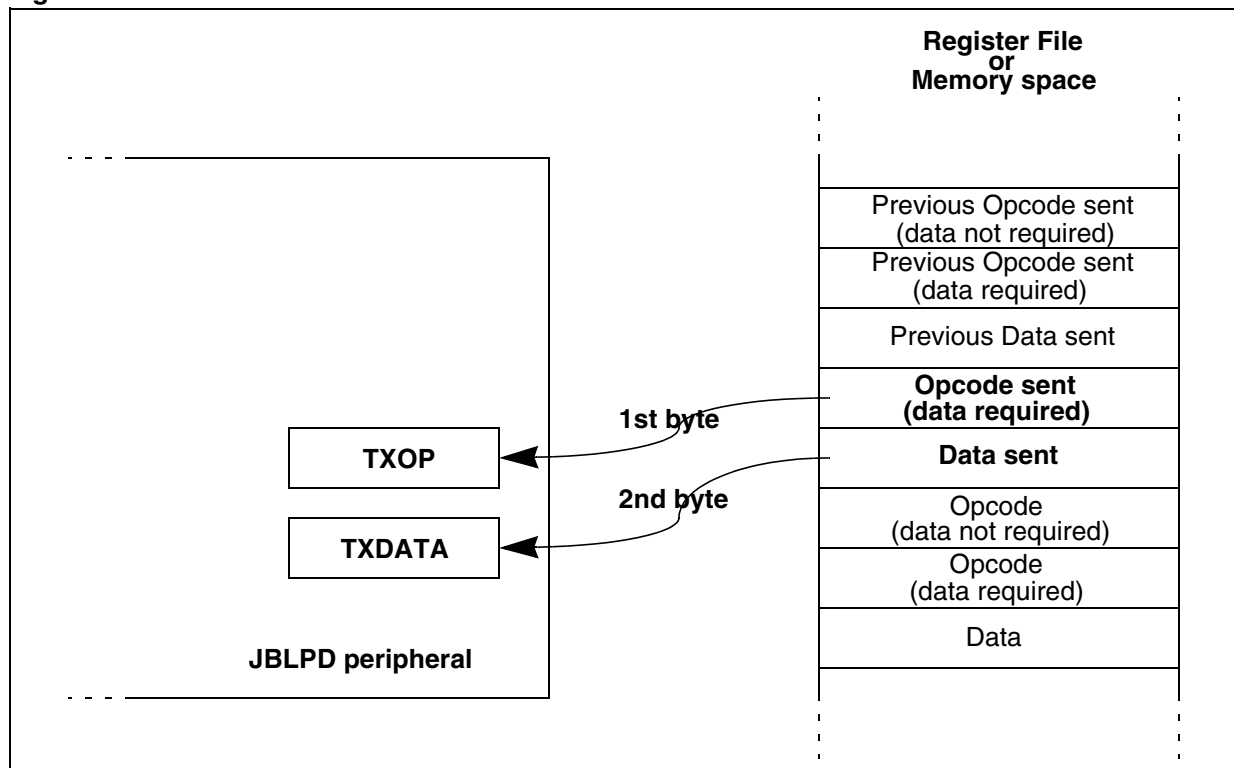 Register File
or
Memory space
Previous Opcode sent
(data not required)
Previous Opcode sent
(data required)
Previous Data sent
Opcode sent
(data required)
1st byte
TXOP
Data sent
2nd byte
TXDATA
Opcode
(data not required)
Opcode
(data required)
Data
JBLPD peripheral